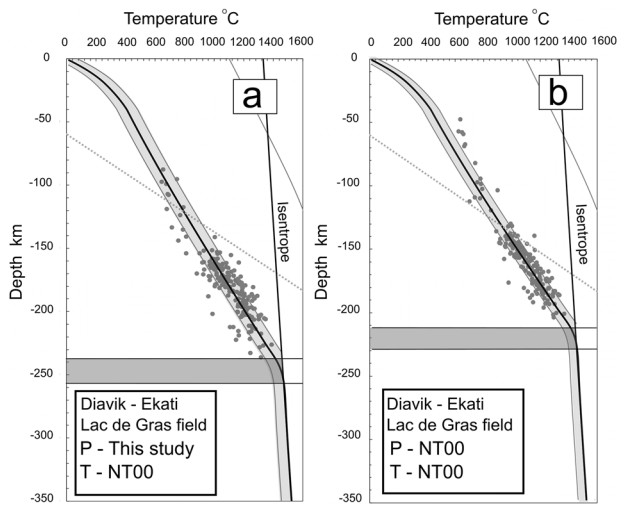 Temperature °C
0 200 400 600 800 1000 1200 1400 1600
0
-50
-100
-150
-200
-250
-300
-350
Depth km
a
Isentrope
Diavik - Ekati
Lac de Gras field
P - This study
T - NT00
Temperature °C
0 200 400 600 800 1000 1200 1400 1600
0
-50
-100
-150
-200
-250
-300
-350
Depth km
b
Isentrope
Diavik - Ekati
Lac de Gras field
P - NT00
T - NT00